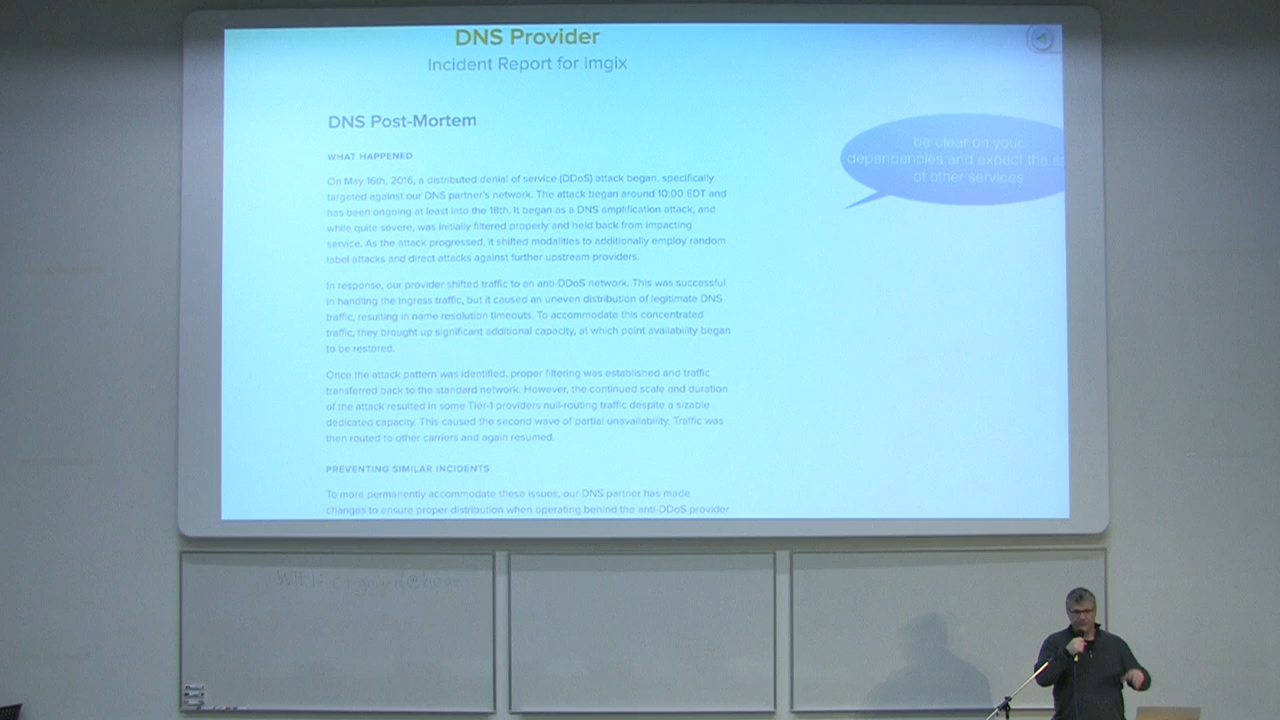 DNS Provider
Incident Report for imgix
DNS Post-Mortem
WHAT HAPPENED
On May 16th, 2016, a distributed denial of service (DDoS) attack began, specifically
targeted against our DNS partner's network. The attack began around 10:00 EDT and
has been ongoing at least into the 18th. It began as a DNS amplification attack, and
while quite severe, was initially filtered properly and held back from impacting
service. As the attack progressed, it shifted modalities to additionally employ random
label attacks and direct attacks against further upstream providers.
In response, our provider shifted traffic to an anti-DDoS network. This was successful
in handling the ingress traffic, but it caused an uneven distribution of legitimate DNS
traffic, resulting in name resolution timeouts. To accommodate this concentrated
traffic, they brought up significant additional capacity, at which point availability began
to be restored.
Once the attack pattern was identified, proper filtering was established and traffic
transferred back to the standard network. However, the continued scale and duration
of the attack resulted in some Tier-1 providers null-routing traffic despite a sizable
dedicated capacity. This caused the second wave of partial unavailability. Traffic was
then routed to other carriers and again resumed.
PREVENTING SIMILAR INCIDENTS
To more permanently accommodate these issues, our DNS partner has made
changes to ensure proper distribution when operating behind the anti-DDoS provider
be clear on your
dependencies and expect the
of other services